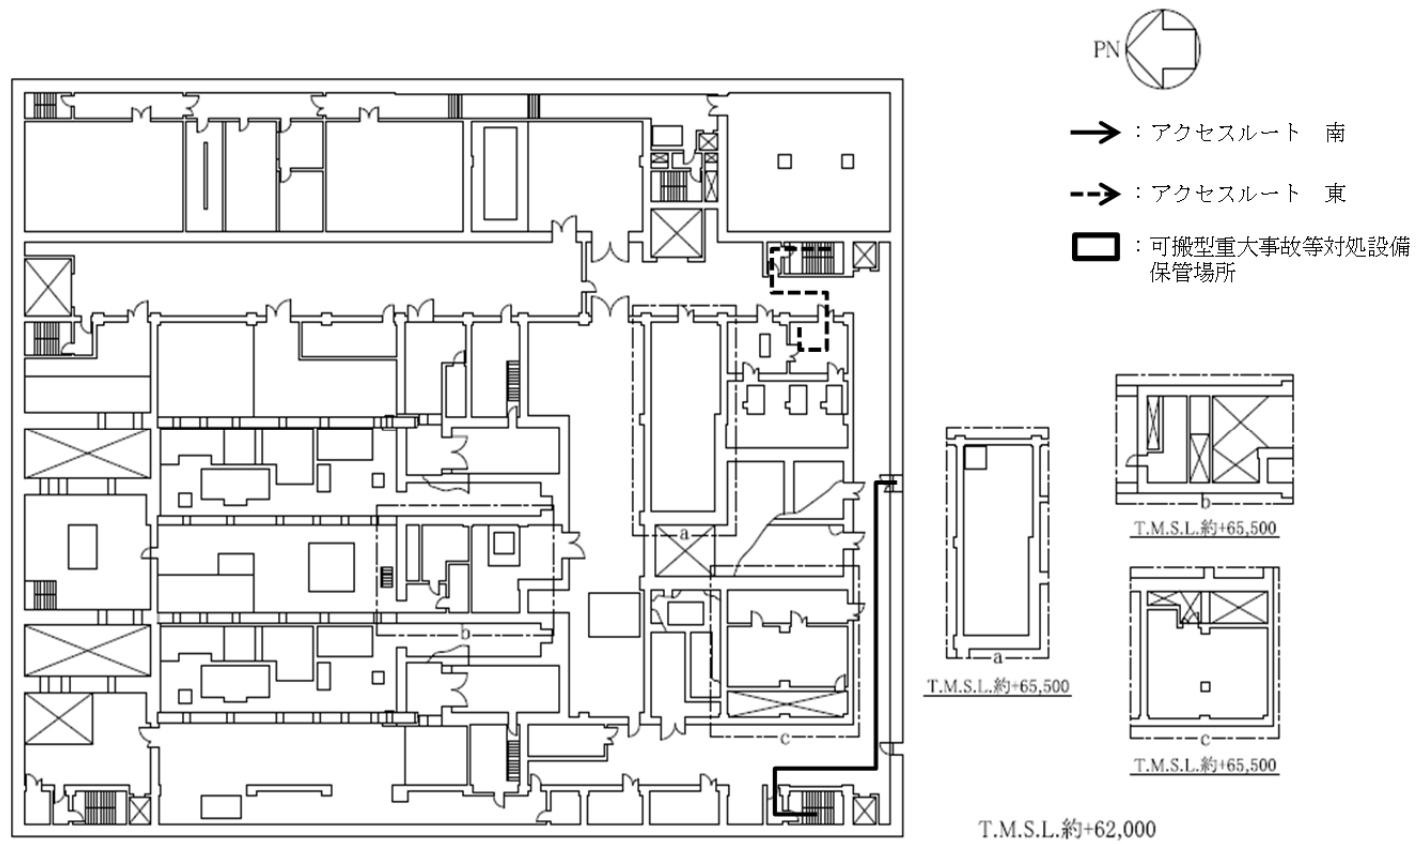 PN
：アクセスルート　南
：アクセスルート　東
：可搬型重大事故等対処設備
保管場所
a
b
c
a
T.M.S.L.約+65,500
b
T.M.S.L.約+65,500
c
T.M.S.L.約+65,500
T.M.S.L.約+62,000